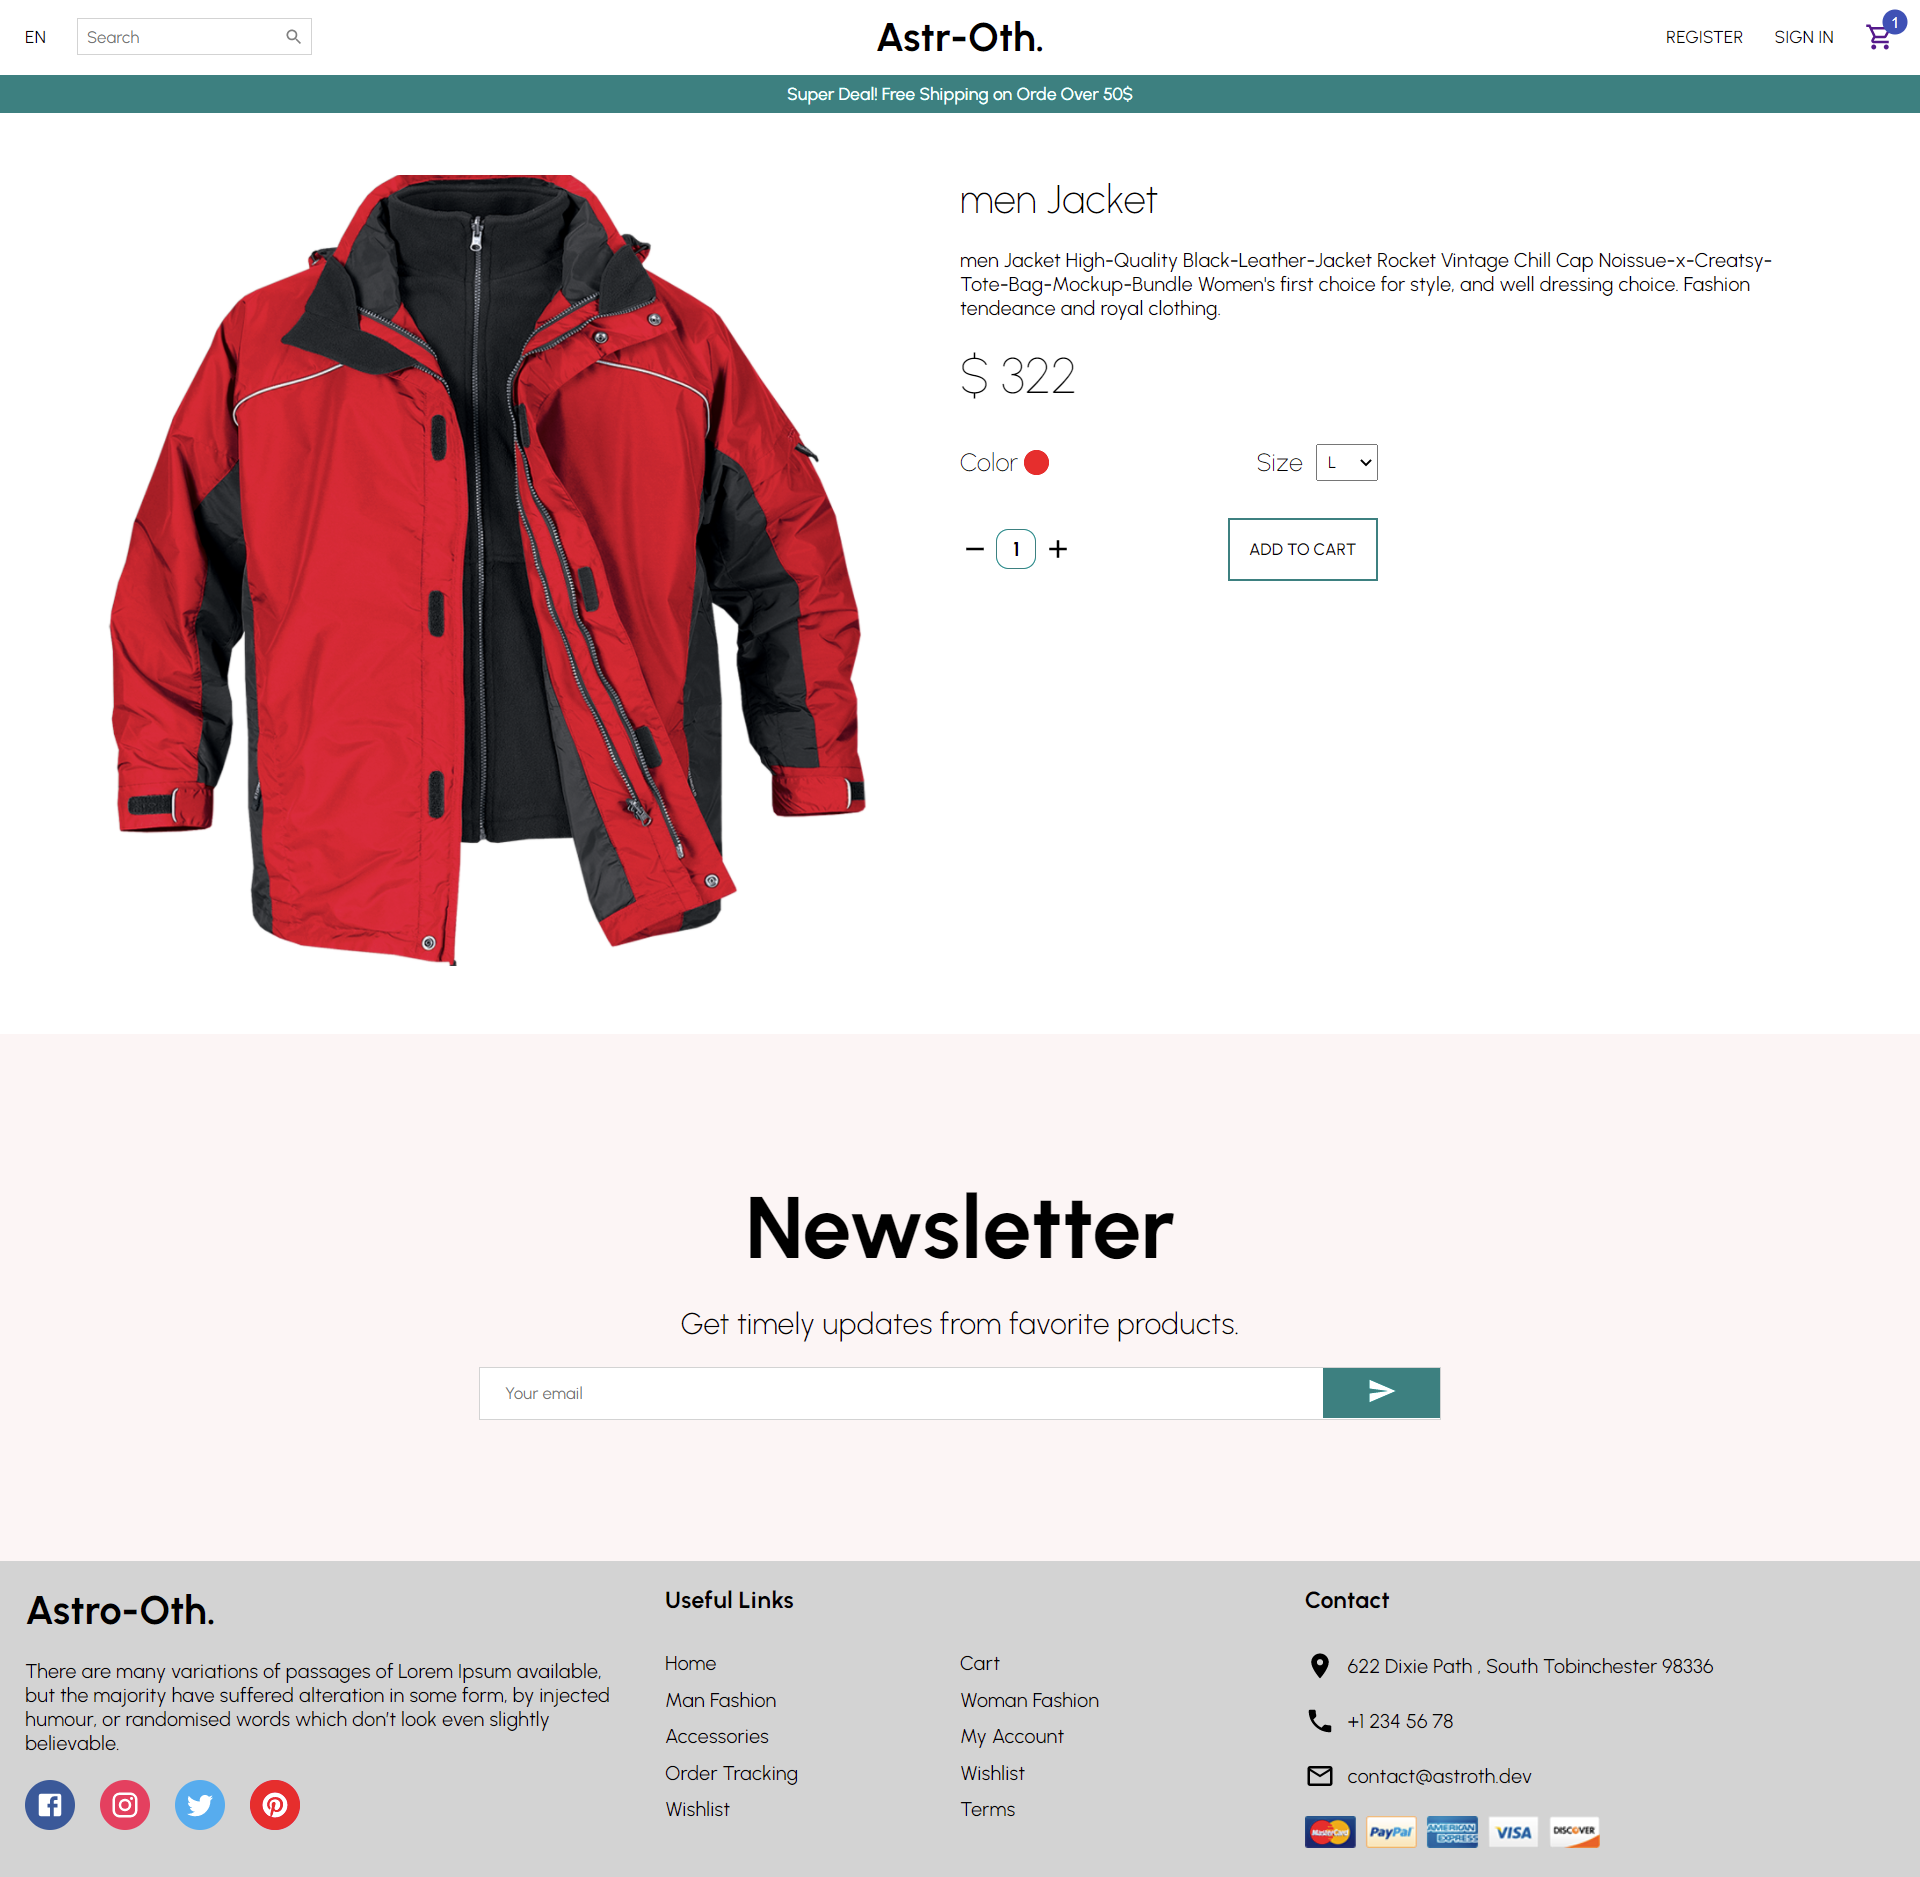 EN
Search
Astr-Oth.
REGISTER
SIGN IN
1
Super Deal! Free Shipping on Orde Over 50$
men Jacket
men Jacket High-Quality Black-Leather-Jacket Rocket Vintage Chill Cap Noissue-x-Creatsy-
Tote-Bag-Mockup-Bundle Women's first choice for style, and well dressing choice. Fashion
tendeance and royal clothing.
$ 322
Color
Size
L
1
ADD TO CART
Newsletter
Get timely updates from favorite products.
Your email
Astro-Oth.
There are many variations of passages of Lorem Ipsum available,
but the majority have suffered alteration in some form, by injected
humour, or randomised words which don't look even slightly
believable.
Useful Links
Home
Cart
Man Fashion
Woman Fashion
Accessories
My Account
Order Tracking
Wishlist
Wishlist
Terms
Contact
622 Dixie Path , South Tobinchester 98336
+1 234 56 78
contact@astroth.dev
MasterCard
PayPal
AMERICAN
EXPRESS
VISA
DISCOVER